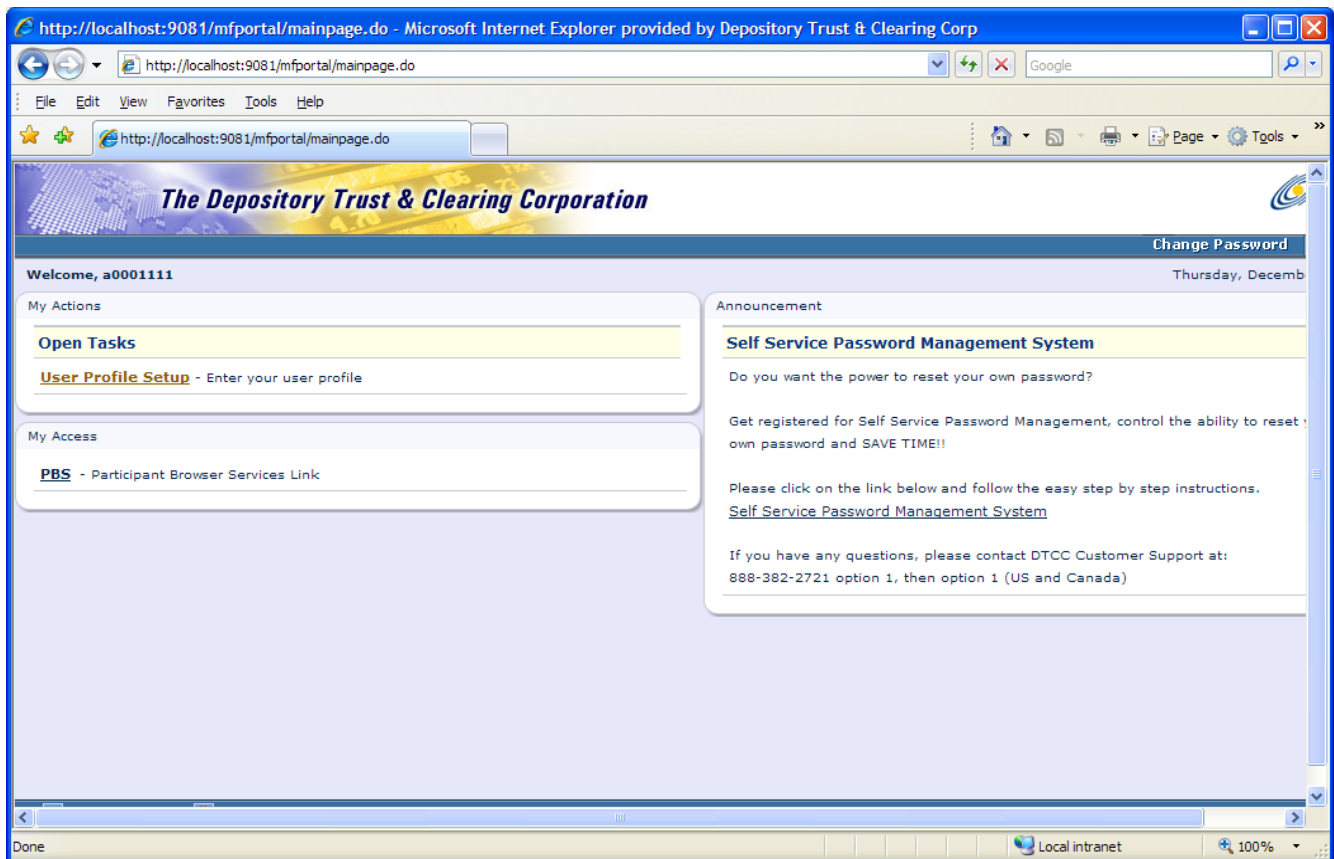 http://localhost:9081/mfportal/mainpage.do - Microsoft Internet Explorer provided by Depository Trust & Clearing Corp
http://localhost:9081/mfportal/mainpage.do
Google
File Edit View Favorites Tools Help
http://localhost:9081/mfportal/mainpage.do
Page Tools »
The Depository Trust & Clearing Corporation
Change Password
Welcome, a0001111
Thursday, Decemb
My Actions
Open Tasks
User Profile Setup - Enter your user profile
My Access
PBS - Participant Browser Services Link
Announcement
Self Service Password Management System
Do you want the power to reset your own password?
Get registered for Self Service Password Management, control the ability to reset
own password and SAVE TIME!!
Please click on the link below and follow the easy step by step instructions.
Self Service Password Management System
If you have any questions, please contact DTCC Customer Support at:
888-382-2721 option 1, then option 1 (US and Canada)
Done
Local intranet
100%